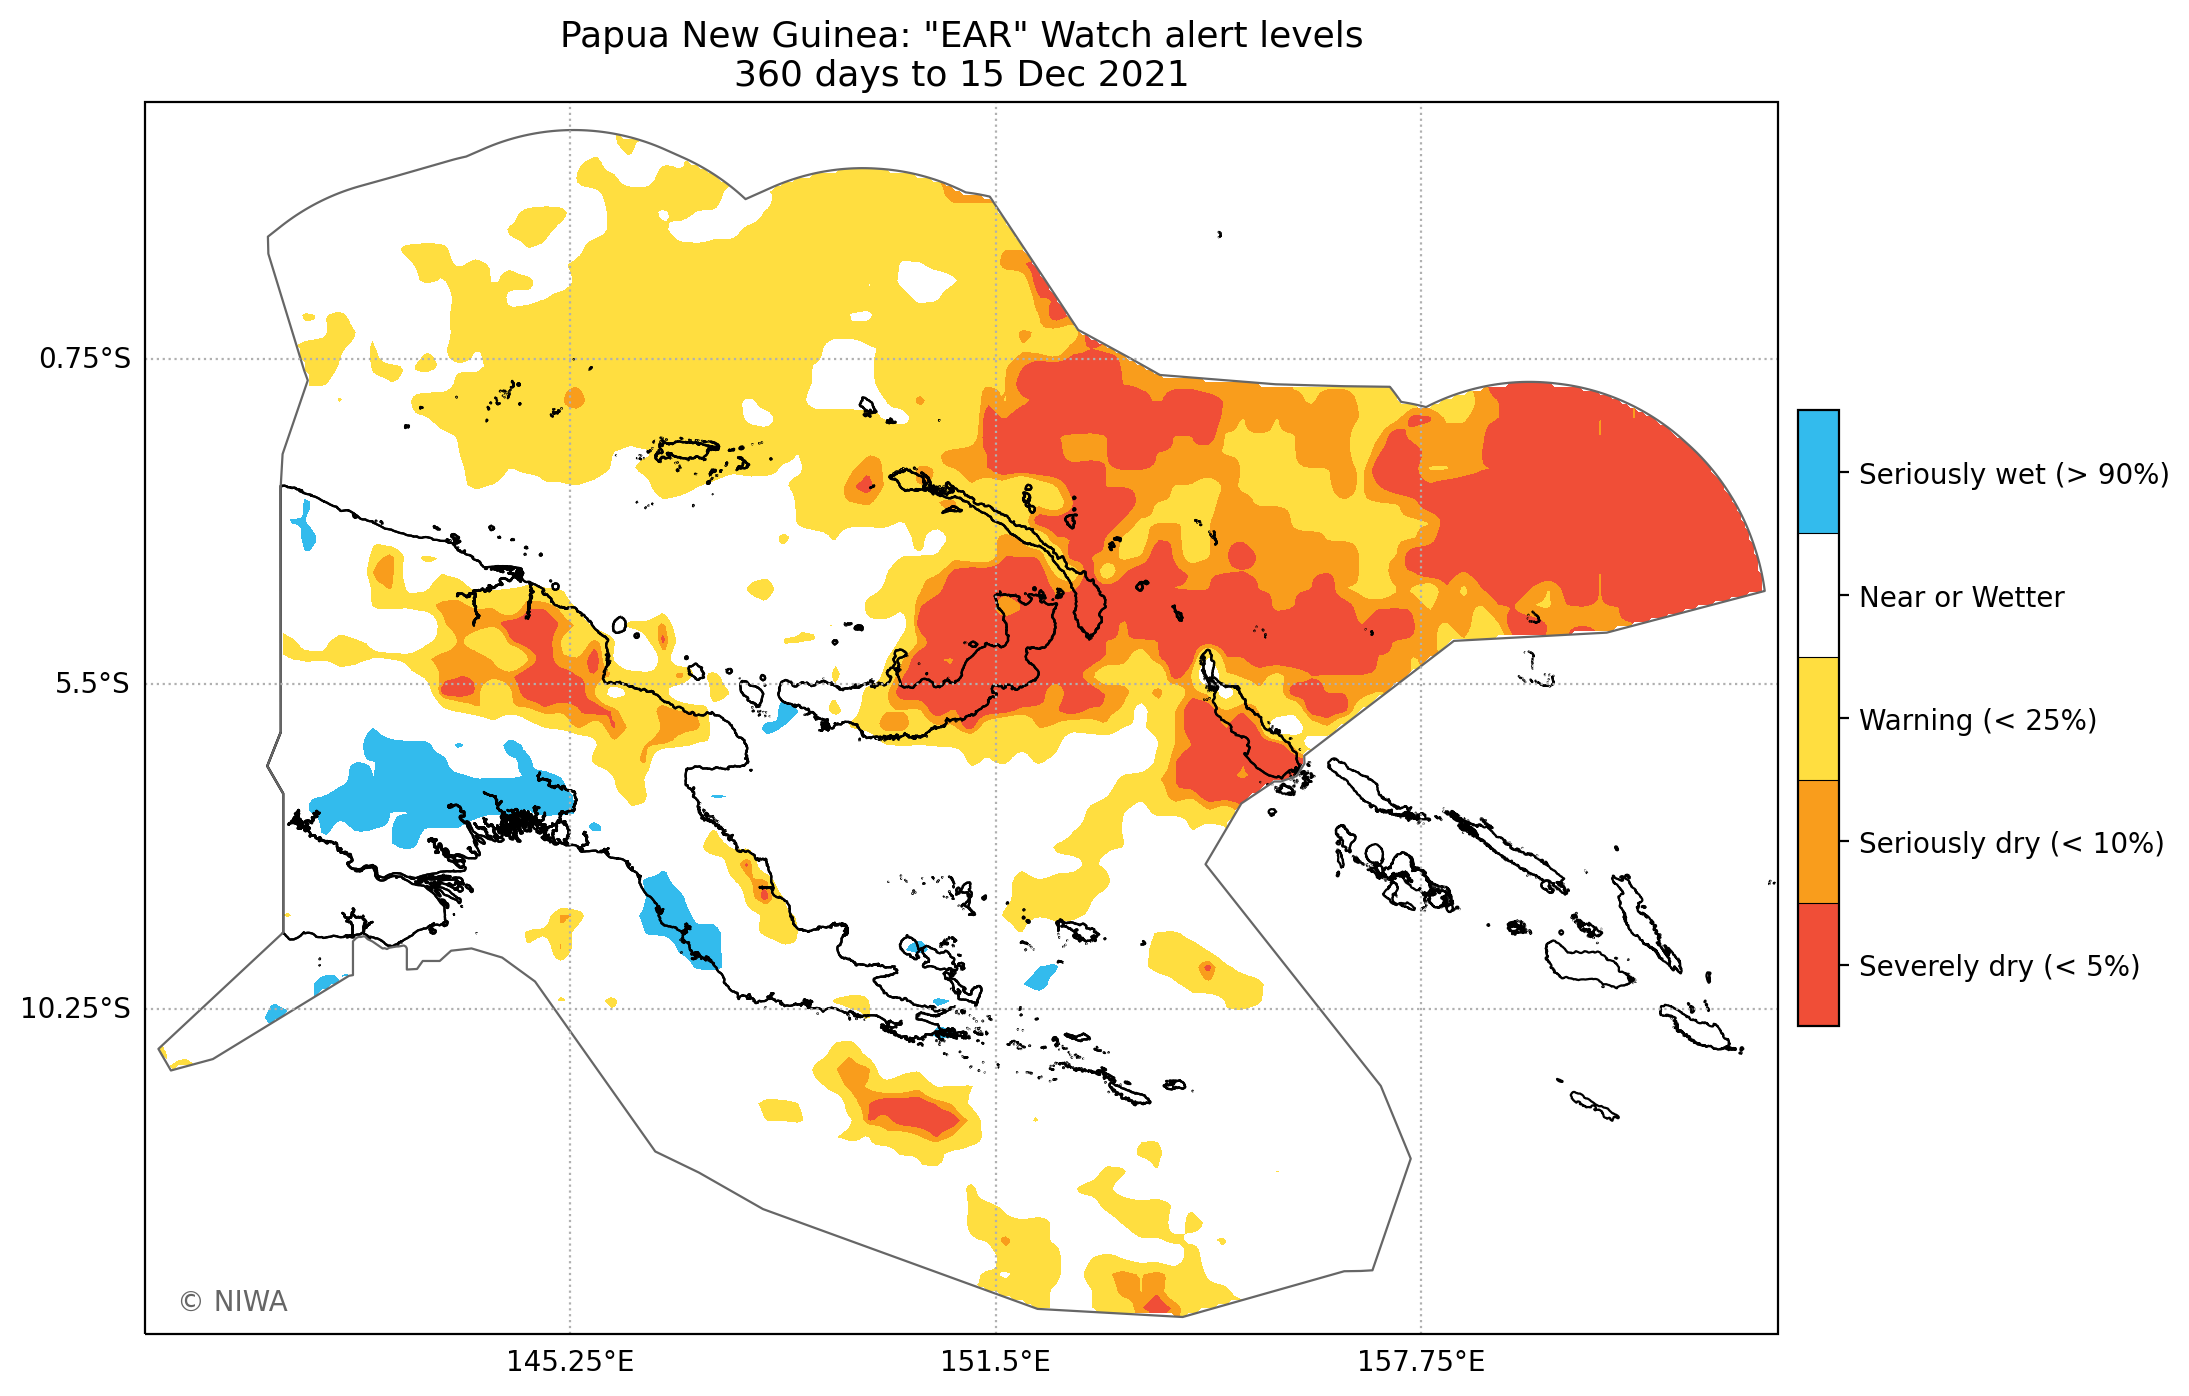 Papua New Guinea: "EAR" Watch alert levels
360 days to 15 Dec 2021
0.75°S
5.5°S
10.25°S
145.25°E
151.5°E
157.75°E
Seriously wet (> 90%)
Near or Wetter
Warning (< 25%)
Seriously dry (< 10%)
Severely dry (< 5%)
© NIWA